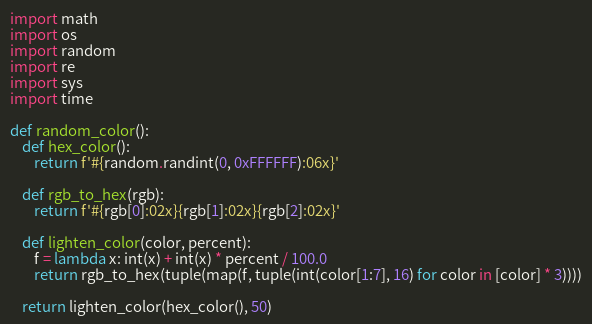 import math
import os
import random
import re
import sys
import time

def random_color():
    def hex_color():
        return f'#{random.randint(0, 0xFFFFFF):06x}'

    def rgb_to_hex(rgb):
        return f'#{rgb[0]:02x}{rgb[1]:02x}{rgb[2]:02x}'

    def lighten_color(color, percent):
        f = lambda x: int(x) + int(x) * percent / 100.0
        return rgb_to_hex(tuple(map(f, tuple(int(color[1:7], 16) for color in [color] * 3))))

    return lighten_color(hex_color(), 50)